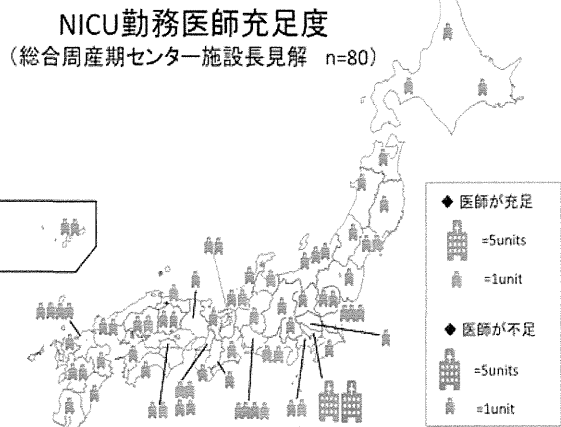 NICU勤務医師充足度
(総合周産期センター施設長見解 n=80)
◆ 医師が充足
=5units
=1unit
◆ 医師が不足
=5units
=1unit